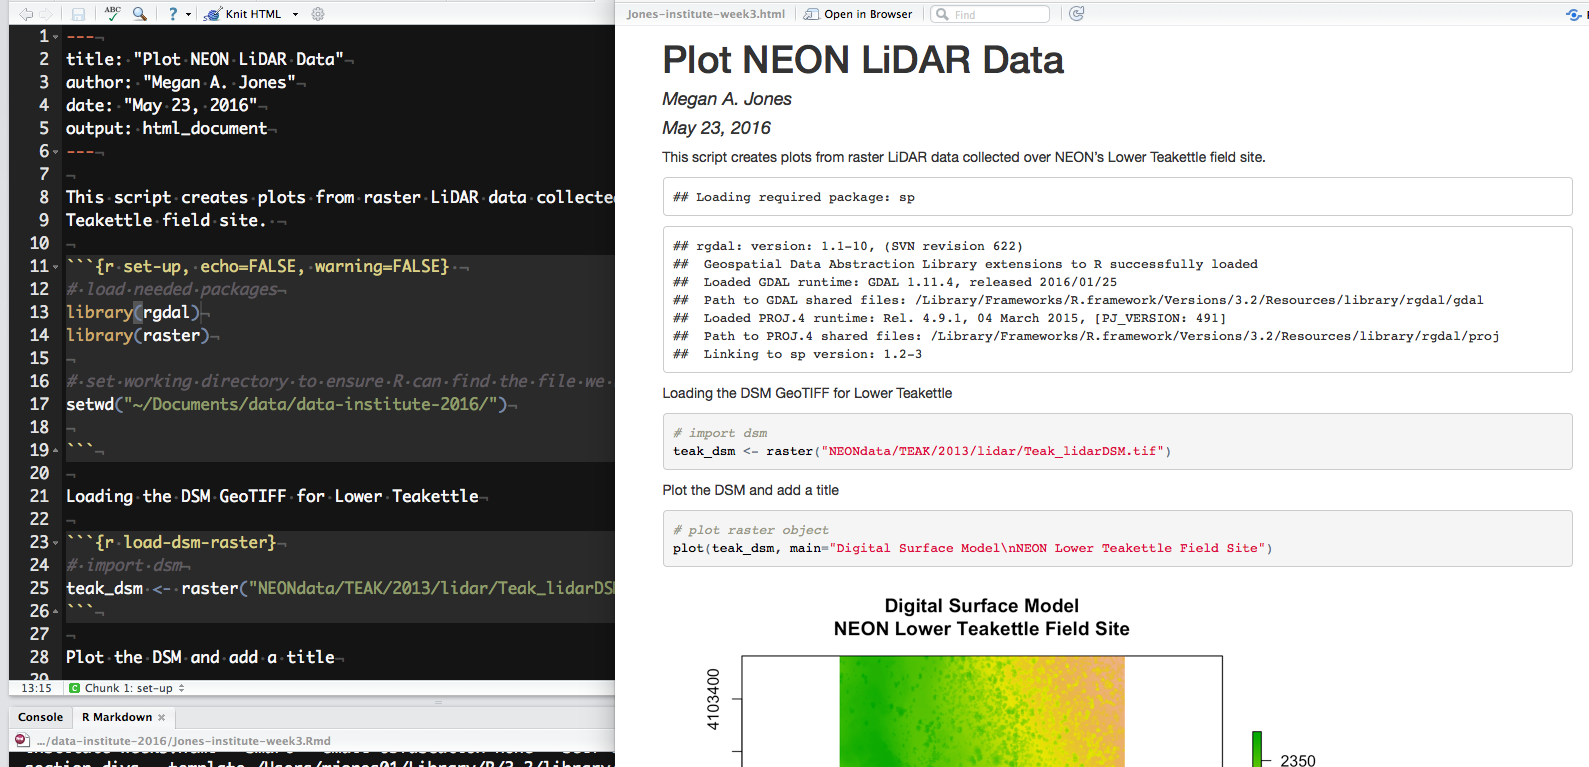 ABC
?
Knit HTML
1 ---¬
2 title: "Plot NEON LiDAR Data"¬
3 author: "Megan A. Jones"¬
4 date: "May 23, 2016"¬
5 output: html_document¬
6 ---¬
7 ¬
8 This script creates plots from raster LiDAR data collected
9 Teakettle field site. ¬
10 ¬
11 ```{r set-up, echo=FALSE, warning=FALSE} ¬
12 # load needed packages¬
13 library(rgdal)¬
14 library(raster)¬
15 ¬
16 # set working directory to ensure R can find the file we
17 setwd("~/Documents/data/data-institute-2016/")¬
18 ¬
19 ```¬
20 ¬
21 Loading the DSM GeoTIFF for Lower Teakettle¬
22 ¬
23 ```{r load-dsm-raster}¬
24 # import dsm¬
25 teak_dsm <- raster("NEONdata/TEAK/2013/lidar/Teak_lidarDS
26 ```¬
27 ¬
28 Plot the DSM and add a title¬
29
13:15 C Chunk 1: set-up
Console R Markdown ×
.../data-institute-2016/Jones-institute-week3.Rmd
Jones-institute-week3.html Open in Browser Find
Plot NEON LiDAR Data
Megan A. Jones
May 23, 2016
This script creates plots from raster LiDAR data collected over NEON's Lower Teakettle field site.
## Loading required package: sp
## rgdal: version: 1.1-10, (SVN revision 622)
##  Geospatial Data Abstraction Library extensions to R successfully loaded
##  Loaded GDAL runtime: GDAL 1.11.4, released 2016/01/25
##  Path to GDAL shared files: /Library/Frameworks/R.framework/Versions/3.2/Resources/library/rgdal/gdal
##  Loaded PROJ.4 runtime: Rel. 4.9.1, 04 March 2015, [PJ_VERSION: 491]
##  Path to PROJ.4 shared files: /Library/Frameworks/R.framework/Versions/3.2/Resources/library/rgdal/proj
##  Linking to sp version: 1.2-3
Loading the DSM GeoTIFF for Lower Teakettle
# import dsm
teak_dsm <- raster("NEONdata/TEAK/2013/lidar/Teak_lidarDSM.tif")
Plot the DSM and add a title
# plot raster object
plot(teak_dsm, main="Digital Surface Model\nNEON Lower Teakettle Field Site")
Digital Surface Model
NEON Lower Teakettle Field Site
4103400
2350